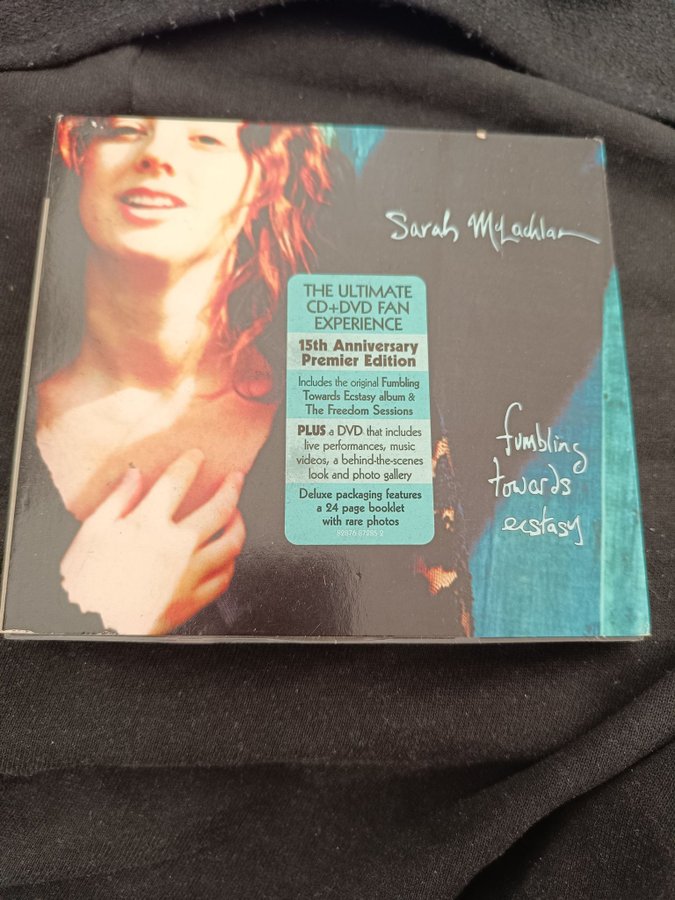 Sarah McLachlan
THE ULTIMATE
CD+DVD FAN
EXPERIENCE
15th Anniversary
Premier Edition
Includes the original Fumbling
Towards Ecstasy album &
The Freedom Sessions
PLUS a DVD that includes
live performances, music
videos, a behind-the-scenes
look and photo gallery
Deluxe packaging features
a 24 page booklet
with rare photos
fumbling
towards
ecstasy